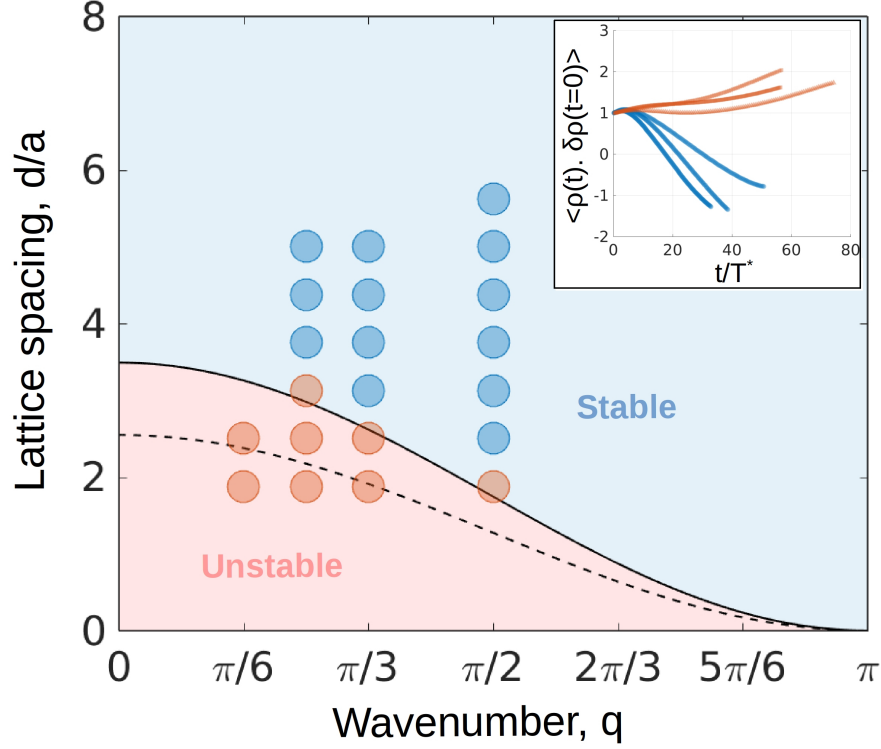 8
6
4
2
0
Lattice spacing, d/a
0 π/6 π/3 π/2 2π/3 5π/6 π
Wavenumber, q
Stable
Unstable
3
2
1
0
-1
-2
<ρ(t). δρ(t=0)>
0 20 40 60 80
t/T*